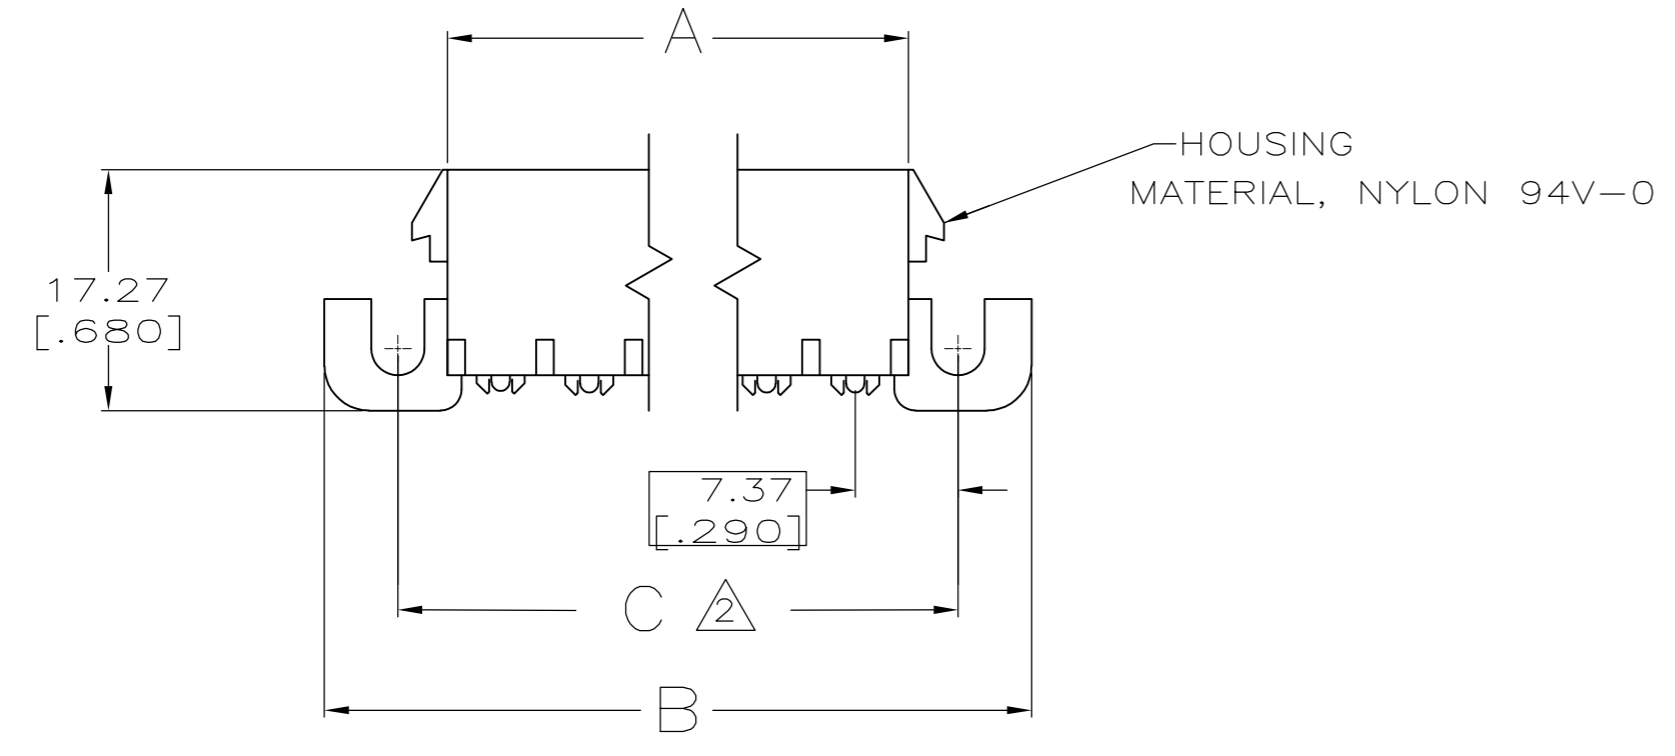 A
HOUSING
MATERIAL, NYLON 94V-0
17.27
[.680]
7.37
[.290]
C 2
B